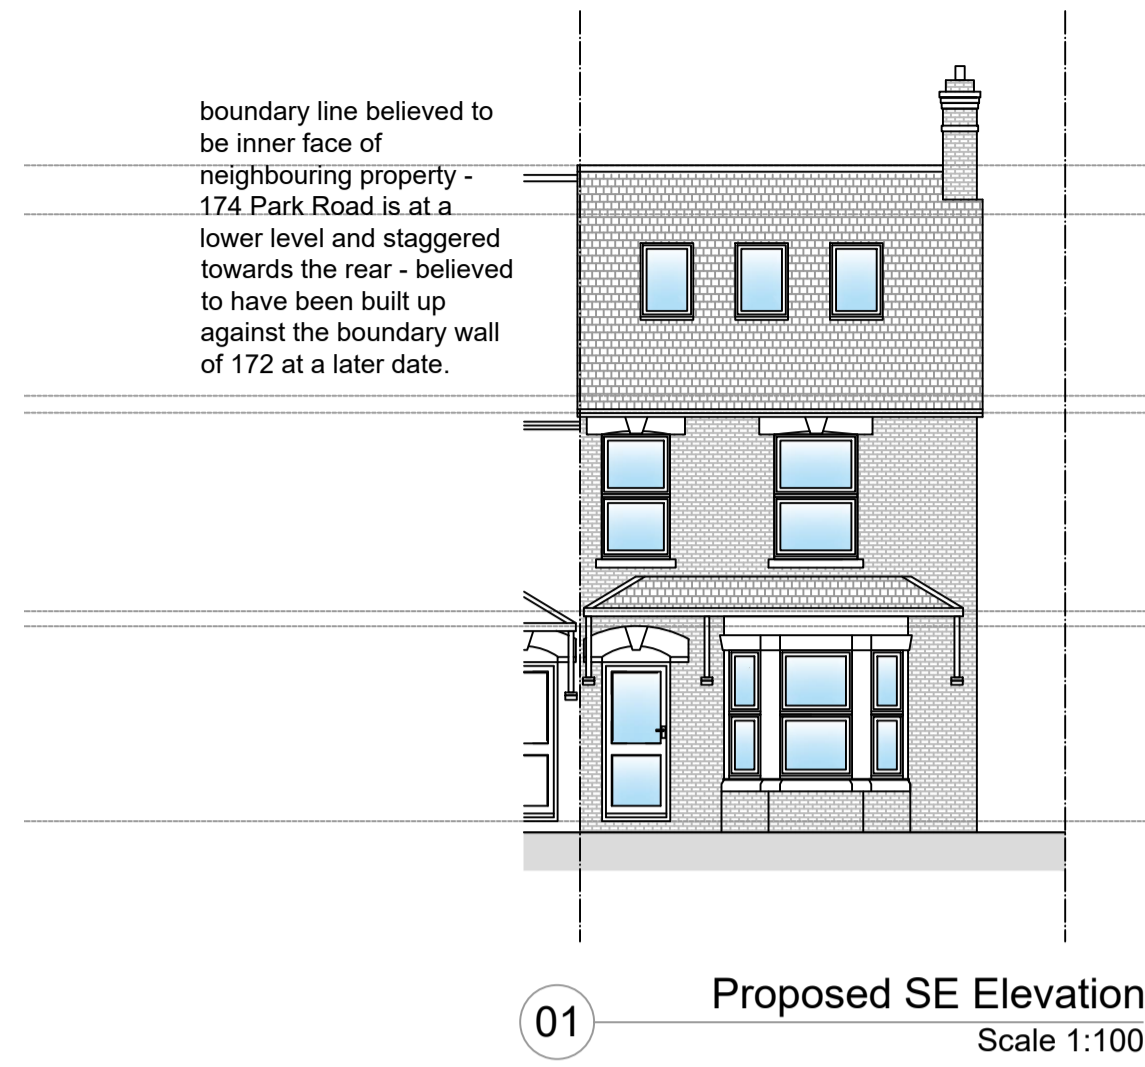 boundary line believed to
be inner face of
neighbouring property -
174 Park Road is at a
lower level and staggered
towards the rear - believed
to have been built up
against the boundary wall
of 172 at a later date.
01
Proposed SE Elevation
Scale 1:100